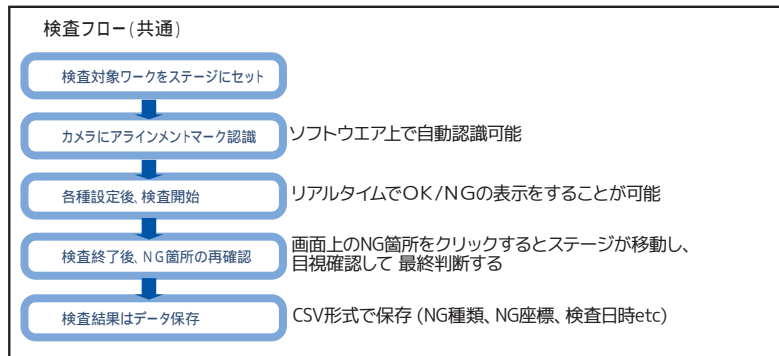 検査フロー(共通)
検査対象ワークをステージにセット
カメラにアラインメントマーク認識 ソフトウエア上で自動認識可能
各種設定後、検査開始 リアルタイムでOK/NGの表示をすることが可能
検査終了後、NG箇所の再確認 画面上のNG箇所をクリックするとステージが移動し、
目視確認して 最終判断する
検査結果はデータ保存 CSV形式で保存 (NG種類、NG座標、検査日時etc)